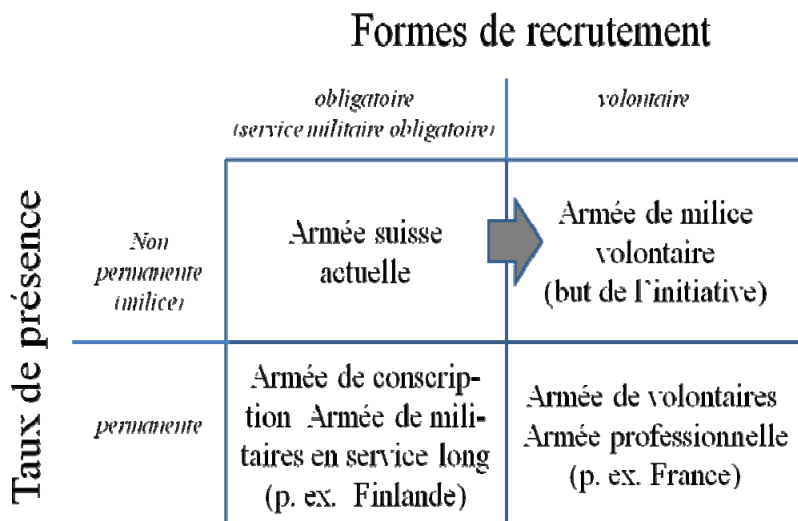 Formes de recrutement
obligatoire
(service militaire obligatoire)
volontaire
Taux de présence
Non
permanente
(milice)
Armée suisse
actuelle
Armée de milice
volontaire
(but de l'initiative)
permanente
Armée de conscrip-
tion Armée de mili-
taires en service long
(p. ex. Finlande)
Armée de volontaires
Armée professionnelle
(p. ex. France)